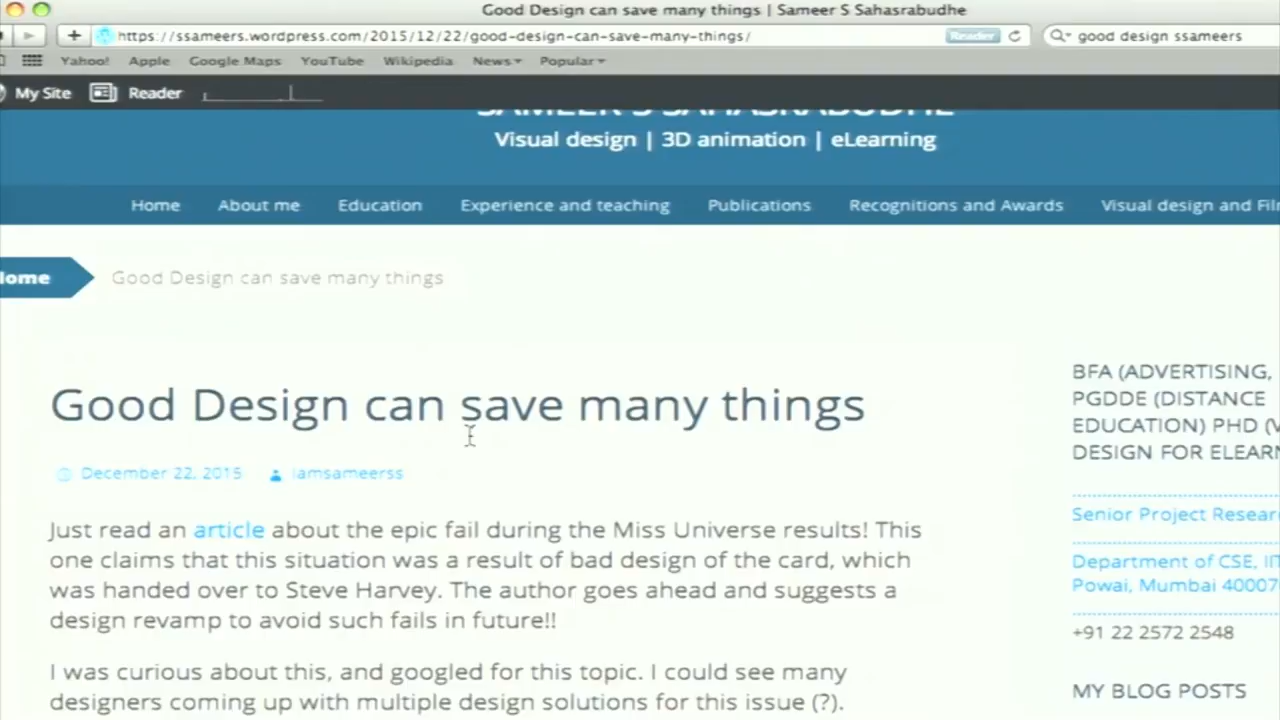 Good Design can save many things | Sameer S Sahasrabudhe
https://ssameers.wordpress.com/2015/12/22/good-design-can-save-many-things/
Reader
good design ssameers
Yahoo! Apple Google Maps YouTube Wikipedia News Popular
My Site Reader
SAMEER S SAHASRABUDHE
Visual design | 3D animation | eLearning
Home About me Education Experience and teaching Publications Recognitions and Awards Visual design and Fil
Home Good Design can save many things
Good Design can save many things
December 22, 2015 iamsameerss
Just read an article about the epic fail during the Miss Universe results! This
one claims that this situation was a result of bad design of the card, which
was handed over to Steve Harvey. The author goes ahead and suggests a
design revamp to avoid such fails in future!!
I was curious about this, and googled for this topic. I could see many
designers coming up with multiple design solutions for this issue (?).
BFA (ADVERTISING,
PGDDE (DISTANCE
EDUCATION) PHD (V
DESIGN FOR ELEARN
Senior Project Resear
Department of CSE, II
Powai, Mumbai 40007
+91 22 2572 2548
MY BLOG POSTS